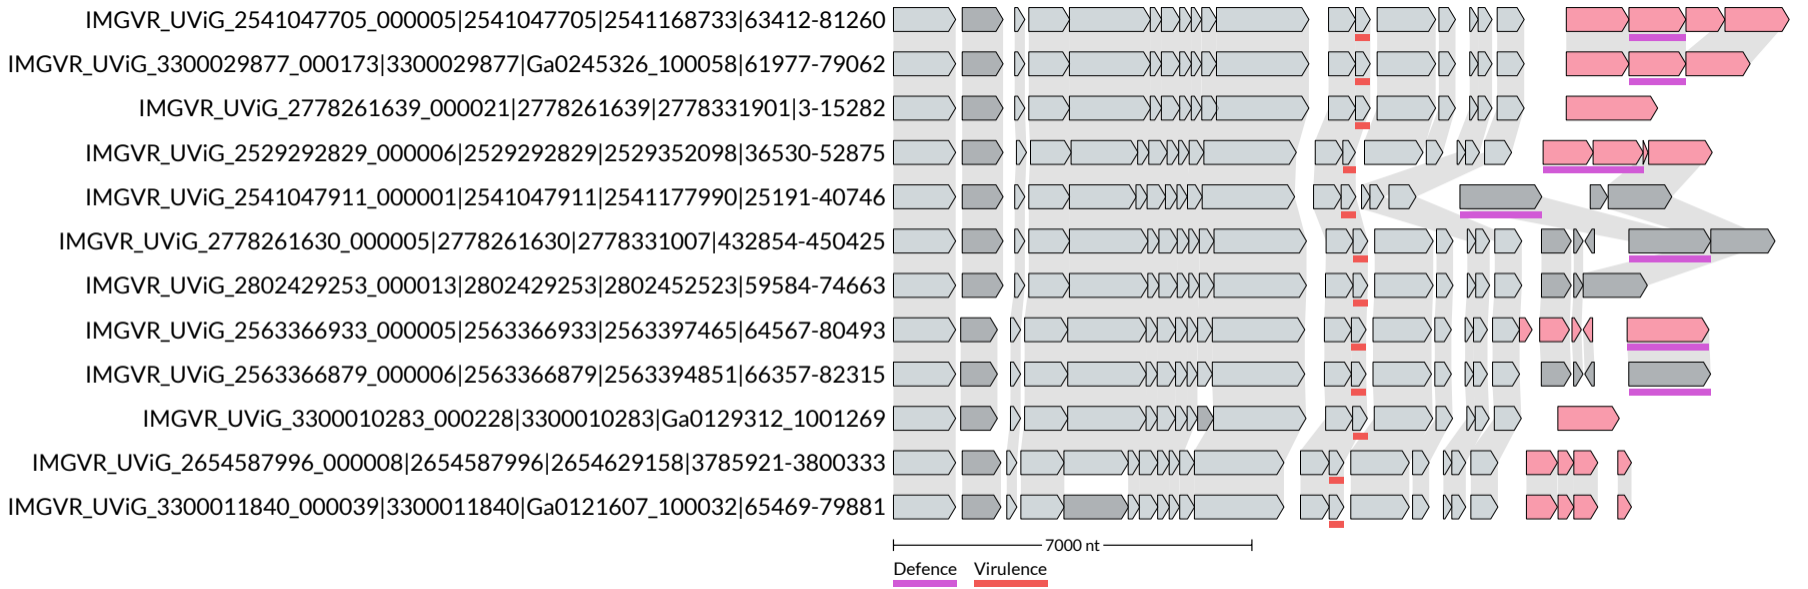 IMGVR_UViG_2541047705_000005|2541047705|2541168733|63412-81260
IMGVR_UViG_3300029877_000173|3300029877|Ga0245326_100058|61977-79062
IMGVR_UViG_2778261639_000021|2778261639|2778331901|3-15282
IMGVR_UViG_2529292829_000006|2529292829|2529352098|36530-52875
IMGVR_UViG_2541047911_000001|2541047911|2541177990|25191-40746
IMGVR_UViG_2778261630_000005|2778261630|2778331007|432854-450425
IMGVR_UViG_2802429253_000013|2802429253|2802452523|59584-74663
IMGVR_UViG_2563366933_000005|2563366933|2563397465|64567-80493
IMGVR_UViG_2563366879_000006|2563366879|2563394851|66357-82315
IMGVR_UViG_3300010283_000228|3300010283|Ga0129312_1001269
IMGVR_UViG_2654587996_000008|2654587996|2654629158|3785921-3800333
IMGVR_UViG_3300011840_000039|3300011840|Ga0121607_100032|65469-79881
7000 nt
Defence Virulence